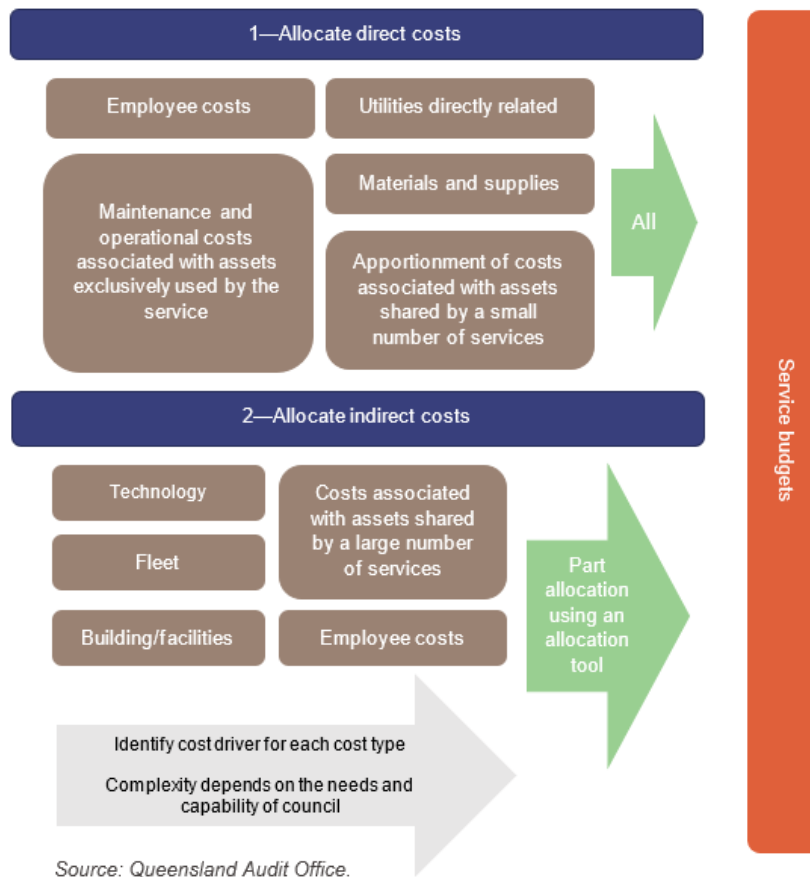 1—Allocate direct costs
Employee costs
Utilities directly related
Maintenance and
operational costs
associated with assets
exclusively used by the
service
Materials and supplies
Apportionment of costs
associated with assets
shared by a small
number of services
All
2—Allocate indirect costs
Technology
Fleet
Building/facilities
Costs associated
with assets shared
by a large number
of services
Employee costs
Part
allocation
using an
allocation
tool
Identify cost driver for each cost type
Complexity depends on the needs and
capability of council
Service budgets
Source: Queensland Audit Office.